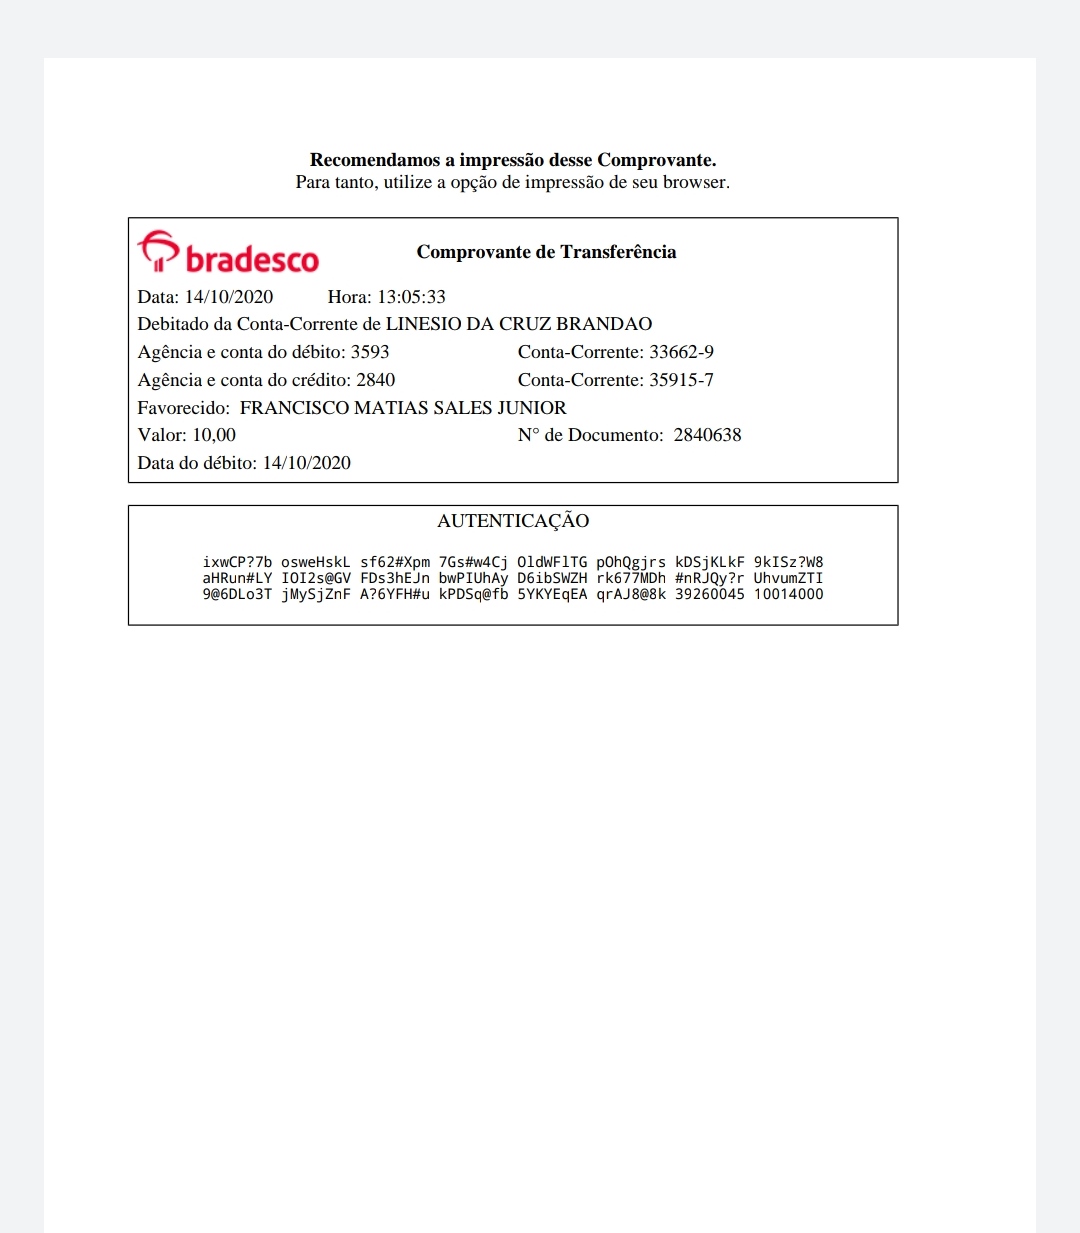 Recomendamos a impressão desse Comprovante.
Para tanto, utilize a opção de impressão de seu browser.
bradesco Comprovante de Transferência
Data: 14/10/2020 Hora: 13:05:33
Debitado da Conta-Corrente de LINESIO DA CRUZ BRANDAO
Agência e conta do débito: 3593 Conta-Corrente: 33662-9
Agência e conta do crédito: 2840 Conta-Corrente: 35915-7
Favorecido: FRANCISCO MATIAS SALES JUNIOR
Valor: 10,00 N° de Documento: 2840638
Data do débito: 14/10/2020
AUTENTICAÇÃO
ixwCP?7b osweHskL sf62#Xpm 7Gs#w4Cj OldWFlTG pOhQgjrs kDSjKLkF 9kISz?W8
aHRun#LY IOI2s@GV FDs3hEJn bwPIUhAy D6ibSWZH rk677MDh #nRJQy?r UhvumZTI
9@6DLo3T jMySjZnF A?6YFH#u kPDSq@fb 5YKYEqEA qrAJ8@8k 39260045 10014000